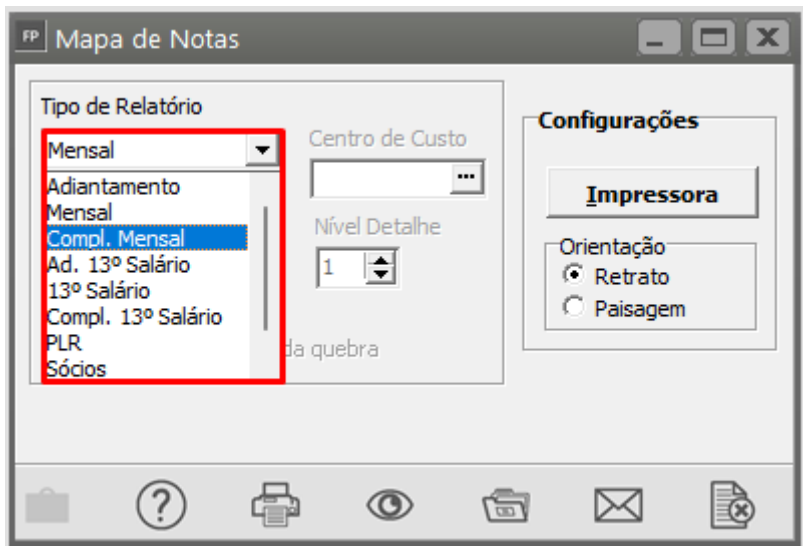 FP Mapa de Notas
Tipo de Relatório
Mensal
Adiantamento
Mensal
Compl. Mensal
Ad. 13º Salário
13º Salário
Compl. 13º Salário
PLR
Sócios
Centro de Custo
...
Nível Detalhe
1
da quebra
Configurações
Impressora
Orientação
Retrato
Paisagem
?